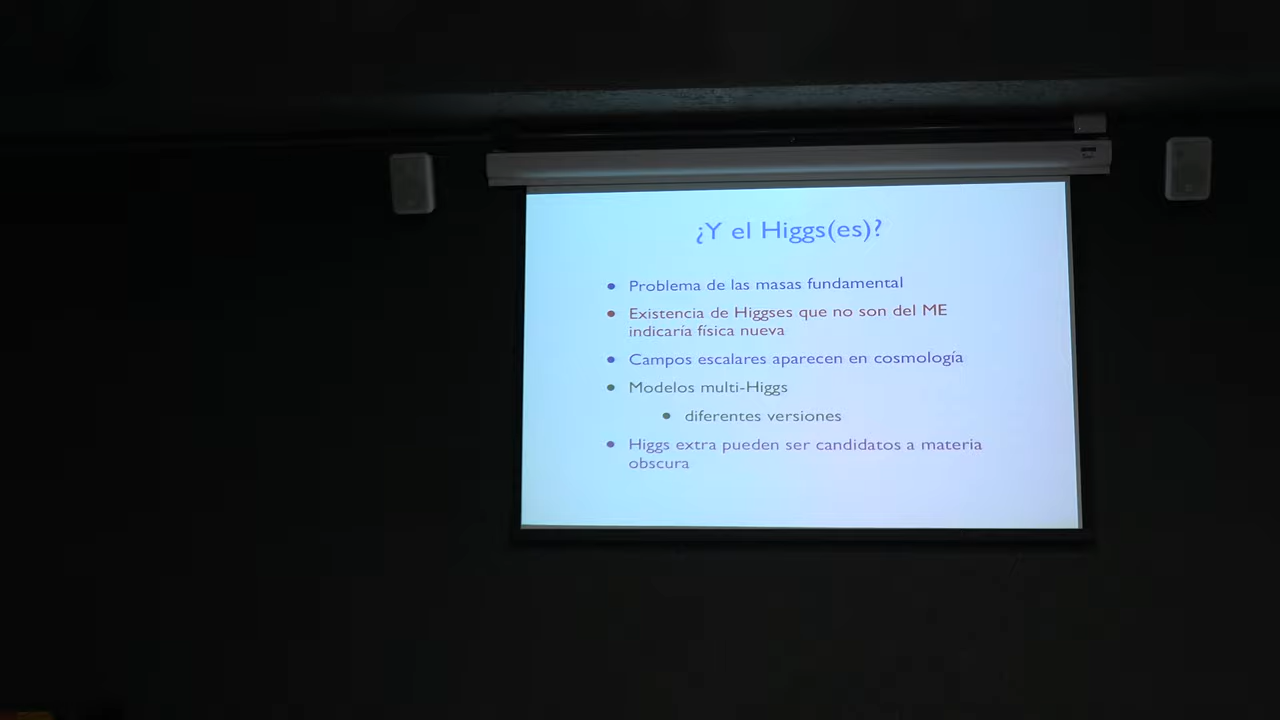 ¿Y el Higgs(es)?
• Problema de las masas fundamental
• Existencia de Higgses que no son del ME
indicaría física nueva
• Campos escalares aparecen en cosmología
• Modelos multi-Higgs
• diferentes versiones
• Higgs extra pueden ser candidatos a materia
obscura